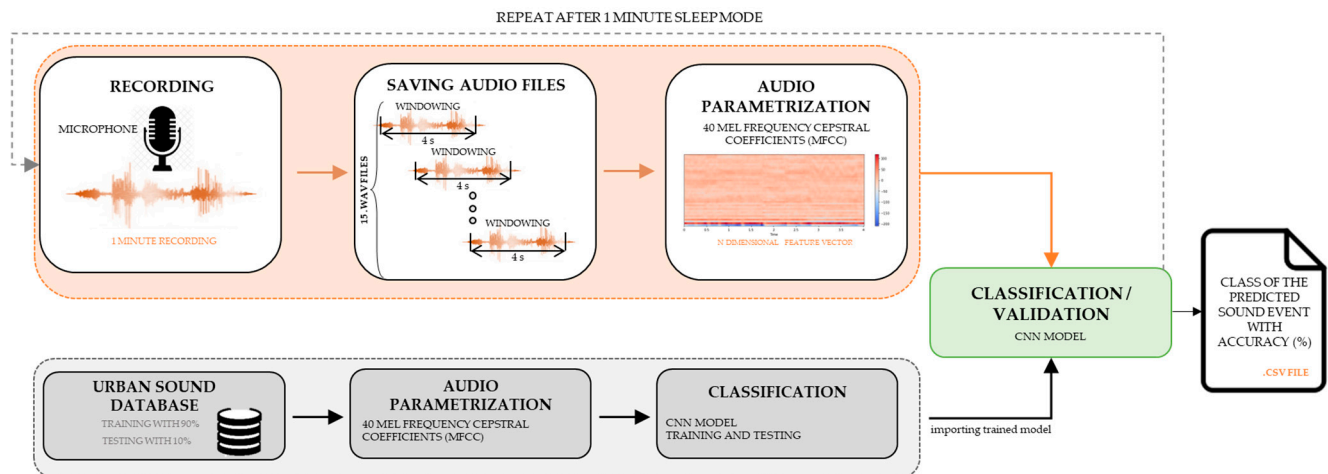 REPEAT AFTER 1 MINUTE SLEEP MODE
RECORDING
MICROPHONE
1 MINUTE RECORDING
SAVING AUDIO FILES
15 .WAV FILES
WINDOWING
4 s
WINDOWING
4 s
WINDOWING
4 s
AUDIO
PARAMETRIZATION
40 MEL FREQUENCY CEPSTRAL
COEFFICIENTS (MFCC)
N DIMENSIONAL FEATURE VECTOR
CLASSIFICATION /
VALIDATION
CNN MODEL
CLASS OF THE
PREDICTED
SOUND EVENT
WITH
ACCURACY (%)
.CSV FILE
URBAN SOUND
DATABASE
TRAINING WITH 90%
TESTING WITH 10%
AUDIO
PARAMETRIZATION
40 MEL FREQUENCY CEPSTRAL
COEFFICIENTS (MFCC)
CLASSIFICATION
CNN MODEL
TRAINING AND TESTING
importing trained model